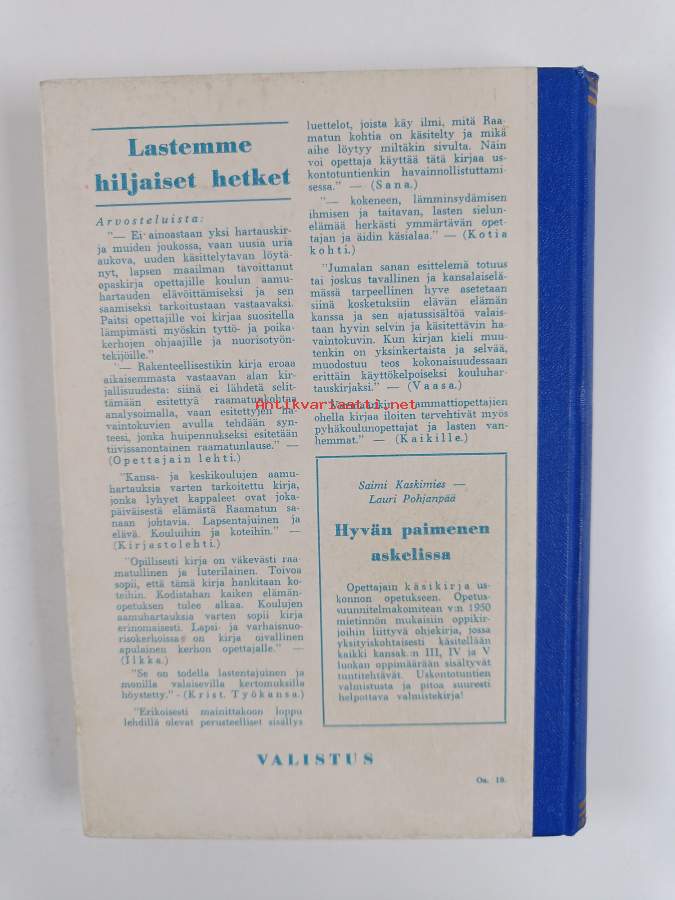 Lastemme
hiljaiset hetket
Arvosteluista:
"— Ei ainoastaan yksi hartauskir-
ja muiden joukossa, vaan uusia uria
aukova, uuden käsittelytavan löytä-
nyt, lapsen maailman tavoittanut
opaskirja opettajille koulun aamu-
hartauden elävöittämiseksi ja sen
saamiseksi tarkoitustaan vastaavaksi.
Paitsi opettajille voi kirjaa suositella
lämpimästi myöskin tyttö- ja poika-
kerhojen ohjaajille ja nuorisotyön-
tekijöille."
"— Rakenteellisestikin kirja eroaa
aikaisemmasta vastaavan alan kir-
jallisuudesta: siinä ei lähdetä selit-
tämään esitettyä raamatunkohtaa
analysoimalla, vaan esitettyjen ha-
vaintokuvien avulla tehdään syn-
teesi, jonka huipennukseksi esitetään
tiivissanontainen raamatunlause." —
(Opettajain lehti.)
"Kansa- ja keskikoulujen aamu-
hartauksia varten tarkoitettu kirja,
jonka lyhyet kappaleet ovat joka-
päiväisestä elämästä Raamatun sa-
naan johtavia. Lapsentajuinen ja
elävä. Kouluihin ja koteihin." —
(Kirjastolehti.)
"Opillisesti kirja on väkevästi raa-
matullinen ja luterilainen. Toivoa
sopii, että tämä kirja hankitaan ko-
teihin. Kodistahan kaiken elämän-
opetuksen tulee alkaa. Koulujen
aamuhartauksia varten sopii kirja
erinomaisesti. Lapsi- ja varhaisnuo-
risokerhoissa on kirja oivallinen
apulainen kerhon opettajalle." —
(Ilkka.)
"Se on todella lastentajuinen ja
monilla valaisevilla kertomuksilla
höystetty." - (Krist. Työkansa.)
"Erikoisesti mainittakoon loppu
lehdillä olevat perusteelliset sisällys
luettelot, joista käy ilmi, mitä Raa-
matun kohtia on käsitelty ja mikä
aihe löytyy miltäkin sivulta. Näin
voi opettaja käyttää tätä kirjaa us-
kontotuntienkin havainnollistuttami-
sessa." — (Sana.)
"— kokeneen, lämminsydämisen
ihmisen ja taitavan, lasten sielun-
elämää herkästi ymmärtävän opet-
tajan ja äidin käsialaa." — (Kotia
kohti.)
"Jumalan sanan esittelemä totuus
tai joskus tavallinen ja kansalaiselä-
mässä tarpeellinen hyve asetetaan
siinä kosketuksiin elävän elämän
kanssa ja sen ajatussisältöä valais-
taan hyvin selvin ja käsitettävin ha-
vaintokuvin. Kun kirjan kieli muu-
tenkin on yksinkertaista ja selvää,
muodostuu teos kokonaisuudessaan
erittäin käyttökelpoiseksi kouluhar-
tauskirjaksi." — (Vaasa.)
Antikvariaatti.net
ammattiopettajien
ohella kirjaa iloiten tervehtivät myös
pyhäkoulunopettajat ja lasten van-
hemmat." — (Kaikille.)
Saimi Kaskimies —
Lauri Pohjanpää
Hyvän paimenen
askelissa
Opettajain käsikirja us-
konnon opetukseen. Opetus-
suunnitelmakomitean v:n 1950
mietinnön mukaisiin oppikir-
joihin liittyvä ohjekirja, jossa
yksityiskohtaisesti käsitellään
kaikki kansak.:n III, IV ja V
luokan oppimäärään sisältyvät
tuntitehtävät. Uskontotuntien
valmistusta ja pitoa suuresti
helpottava valmistekirja!
VALISTUS
Oa. 10.